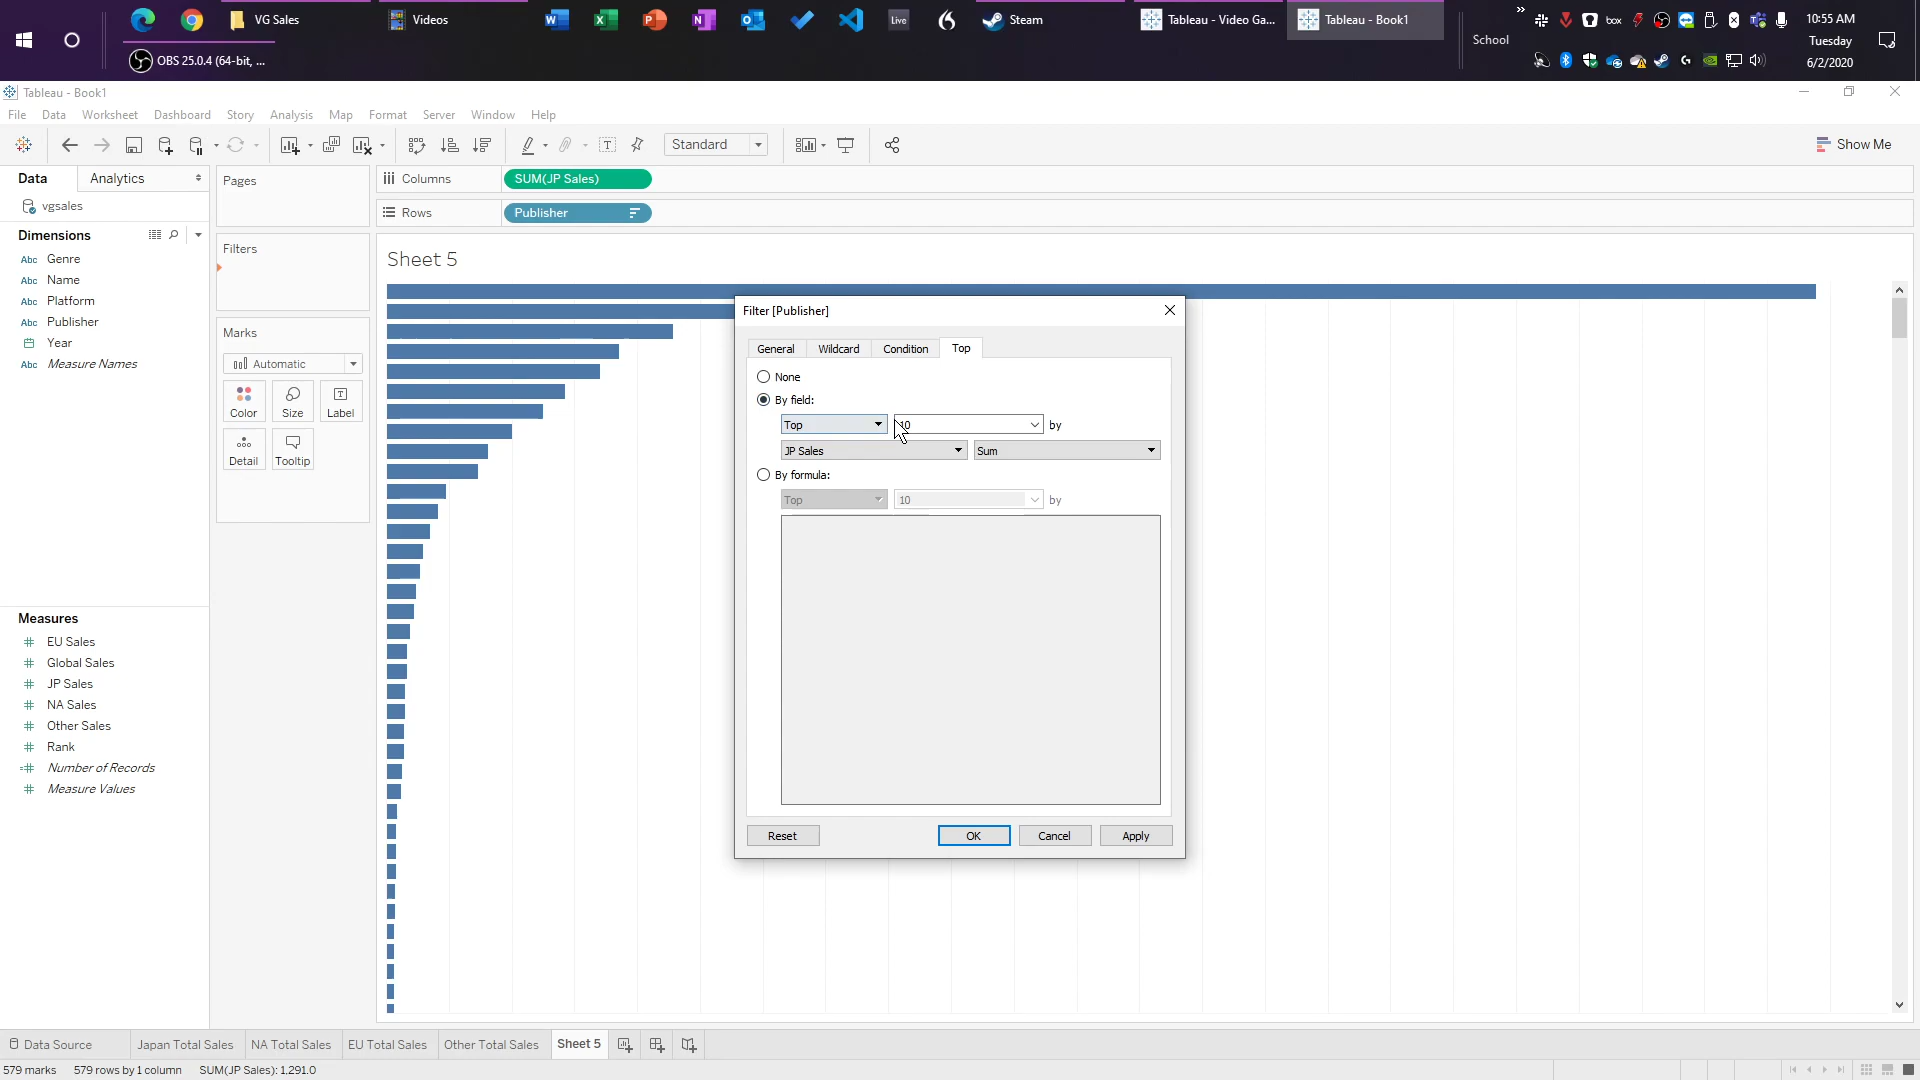 VG Sales
Videos
Live
Steam
Tableau - Video Ga...
Tableau - Book1
School
box
10:55 AM
Tuesday
6/2/2020
OBS 25.0.4 (64-bit, ...
Tableau - Book1
File Data Worksheet Dashboard Story Analysis Map Format Server Window Help
Standard
Show Me
Data
Analytics
Pages
Columns
SUM(JP Sales)
vgsales
Rows
Publisher
Dimensions
Filters
Abc Genre
Abc Name
Abc Platform
Abc Publisher
Year
Abc Measure Names
Sheet 5
Marks
Automatic
Color
Size
Label
Detail
Tooltip
Filter [Publisher]
General
Wildcard
Condition
Top
None
By field:
Top
10
by
JP Sales
Sum
By formula:
Top
10
by
Reset
OK
Cancel
Apply
Measures
EU Sales
Global Sales
JP Sales
NA Sales
Other Sales
Rank
Number of Records
Measure Values
Data Source
Japan Total Sales
NA Total Sales
EU Total Sales
Other Total Sales
Sheet 5
579 marks
579 rows by 1 column
SUM(JP Sales): 1,291.0